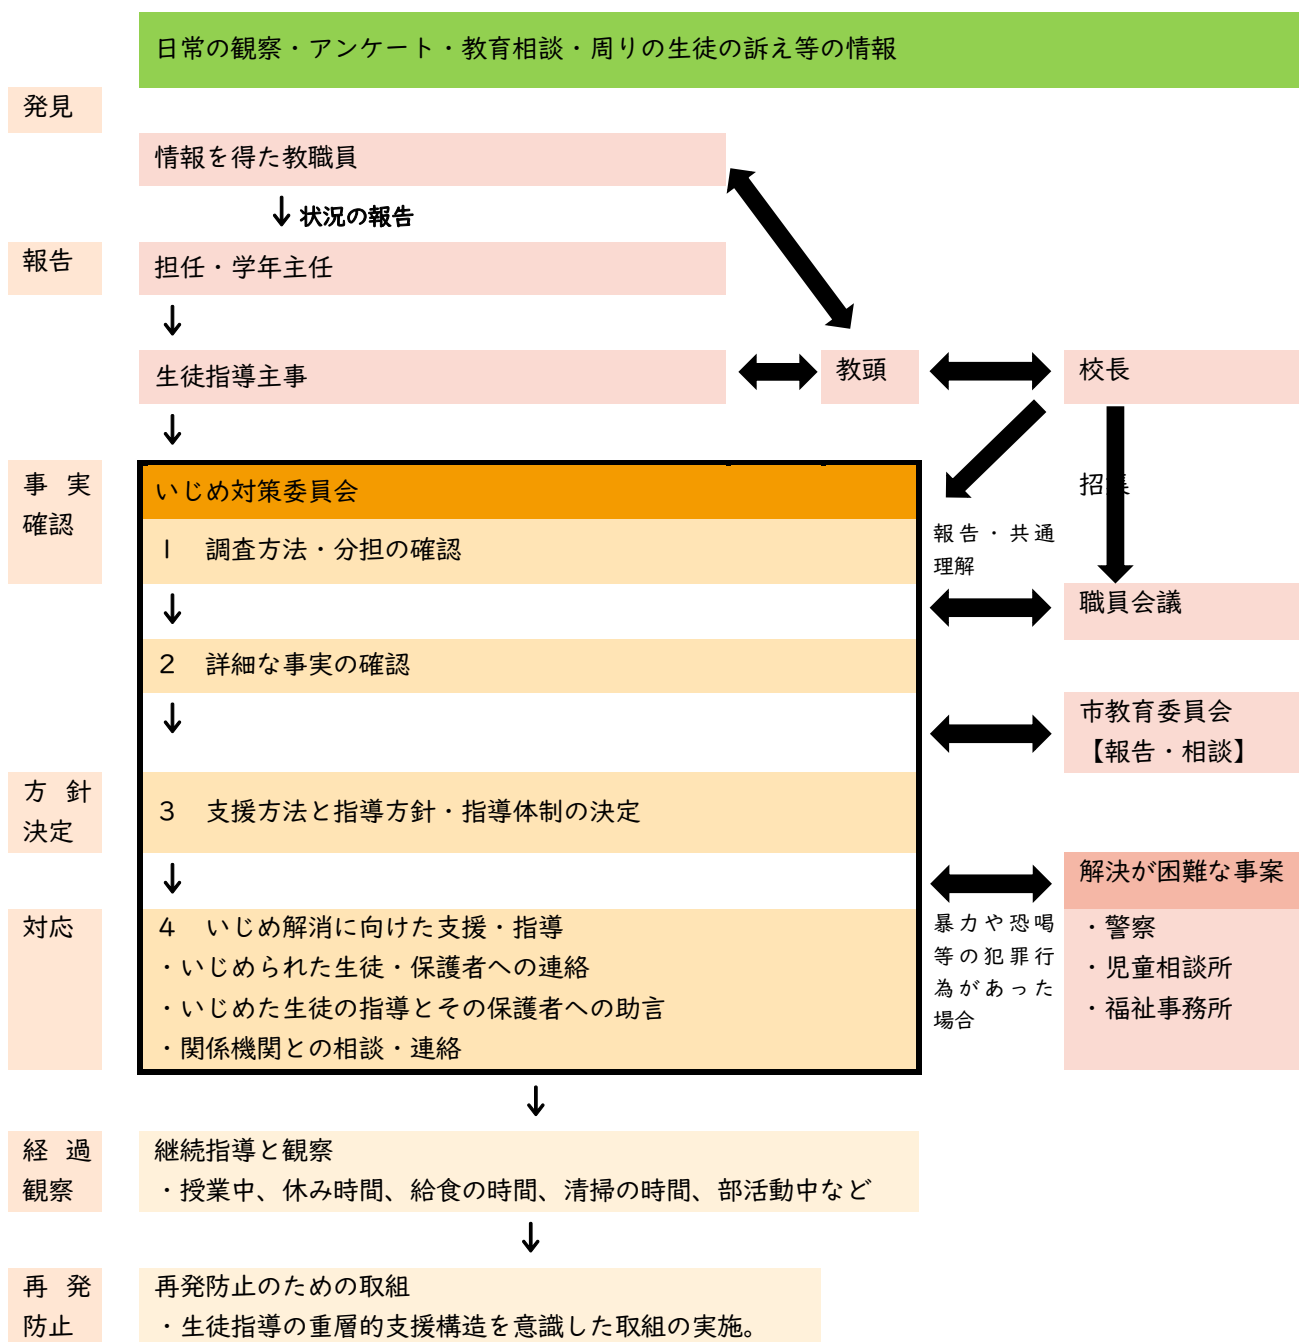 日常の観察・アンケート・教育相談・周りの生徒の訴え等の情報
発見
情報を得た教職員
状況の報告
報告
担任・学年主任
生徒指導主事
教頭
校長
招集
事実
確認
いじめ対策委員会
1 調査方法・分担の確認
報告・共通
理解
職員会議
2 詳細な事実の確認
市教育委員会
【報告・相談】
方針
決定
3 支援方法と指導方針・指導体制の決定
解決が困難な事案
・警察
・児童相談所
・福祉事務所
暴力や恐喝
等の犯罪行
為があった
場合
対応
4 いじめ解消に向けた支援・指導
・いじめられた生徒・保護者への連絡
・いじめた生徒の指導とその保護者への助言
・関係機関との相談・連絡
経過
観察
継続指導と観察
・授業中、休み時間、給食の時間、清掃の時間、部活動中など
再発
防止
再発防止のための取組
・生徒指導の重層的支援構造を意識した取組の実施。